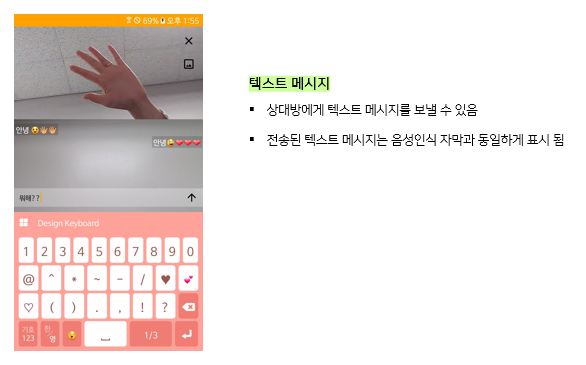 69% 오후 1:55
안녕 😵👋👋
안녕😜❤❤❤
뭐해??
Design Keyboard
1 2 3 4 5 6 7 8 9 0
@ ^ * ~ - / ♥ 💕
♡ ( ) . , ! ?
기호 123 한/영 1/3
텍스트 메시지
▪ 상대방에게 텍스트 메시지를 보낼 수 있음
▪ 전송된 텍스트 메시지는 음성인식 자막과 동일하게 표시 됨